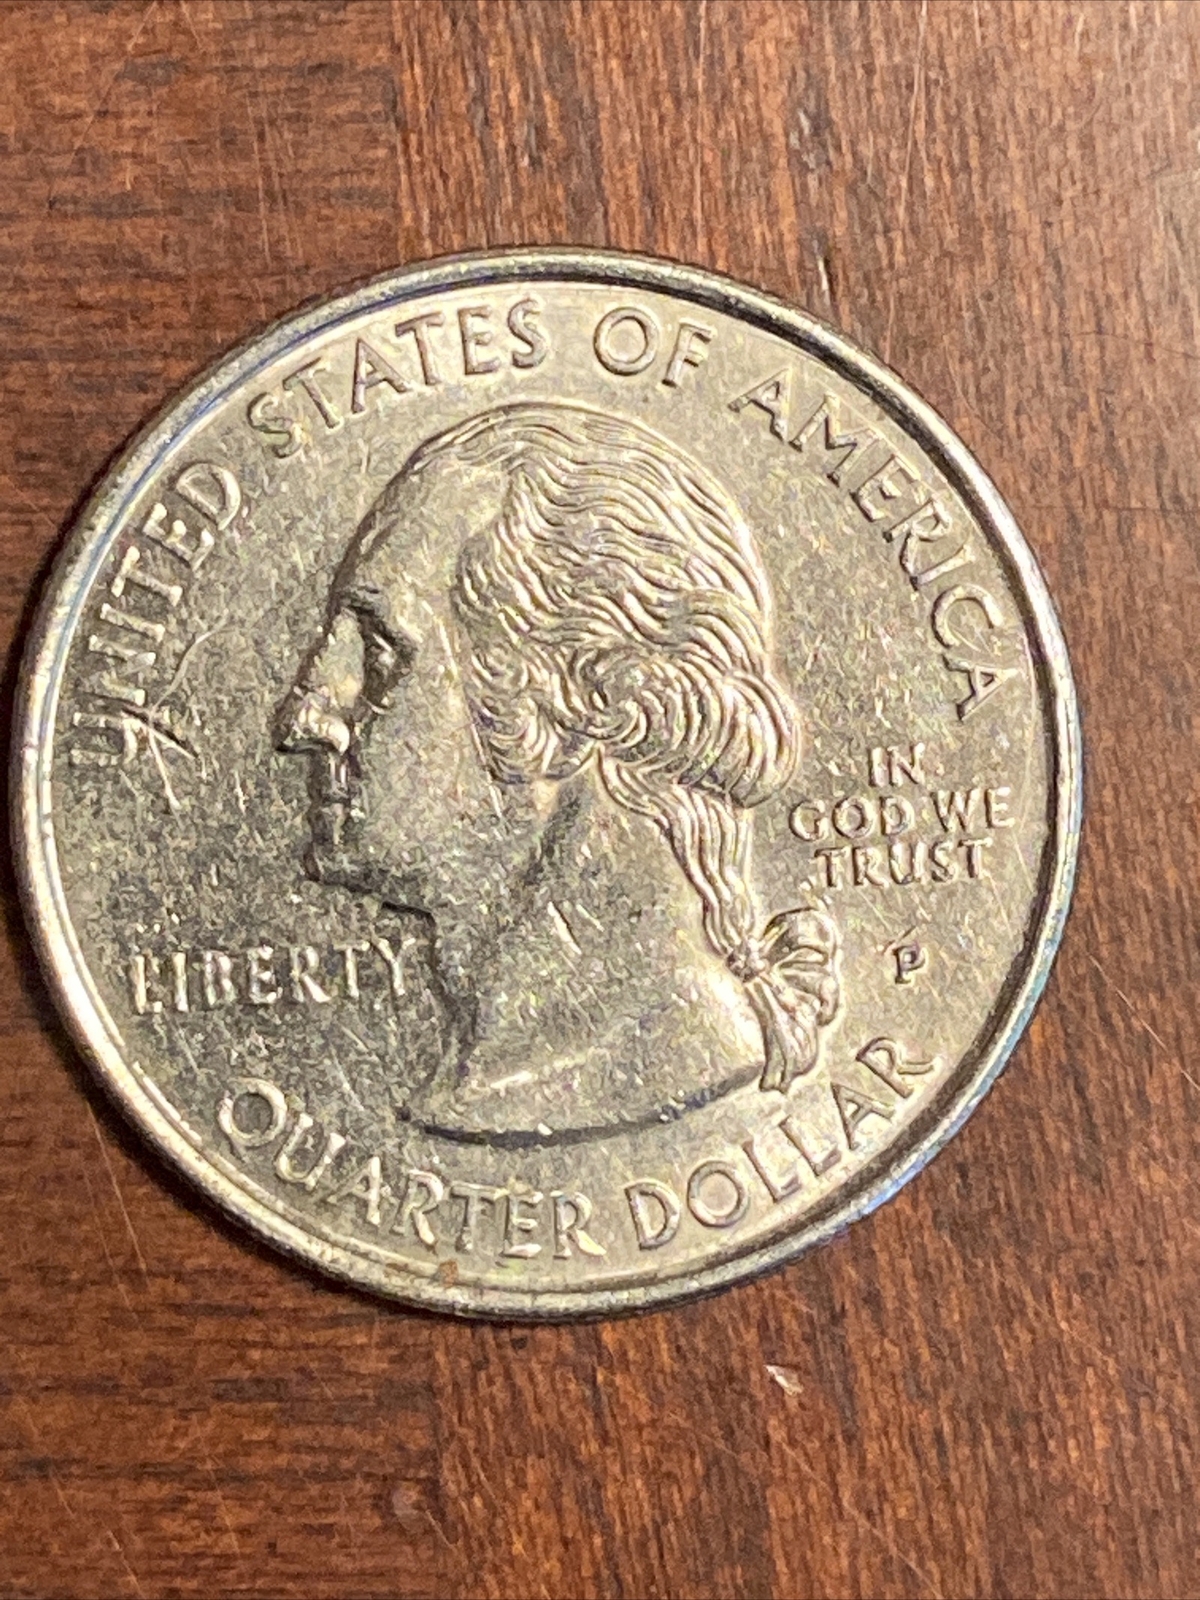 UNITED STATES OF AMERICA
IN
GOD WE
TRUST
LIBERTY
P
QUARTER DOLLAR